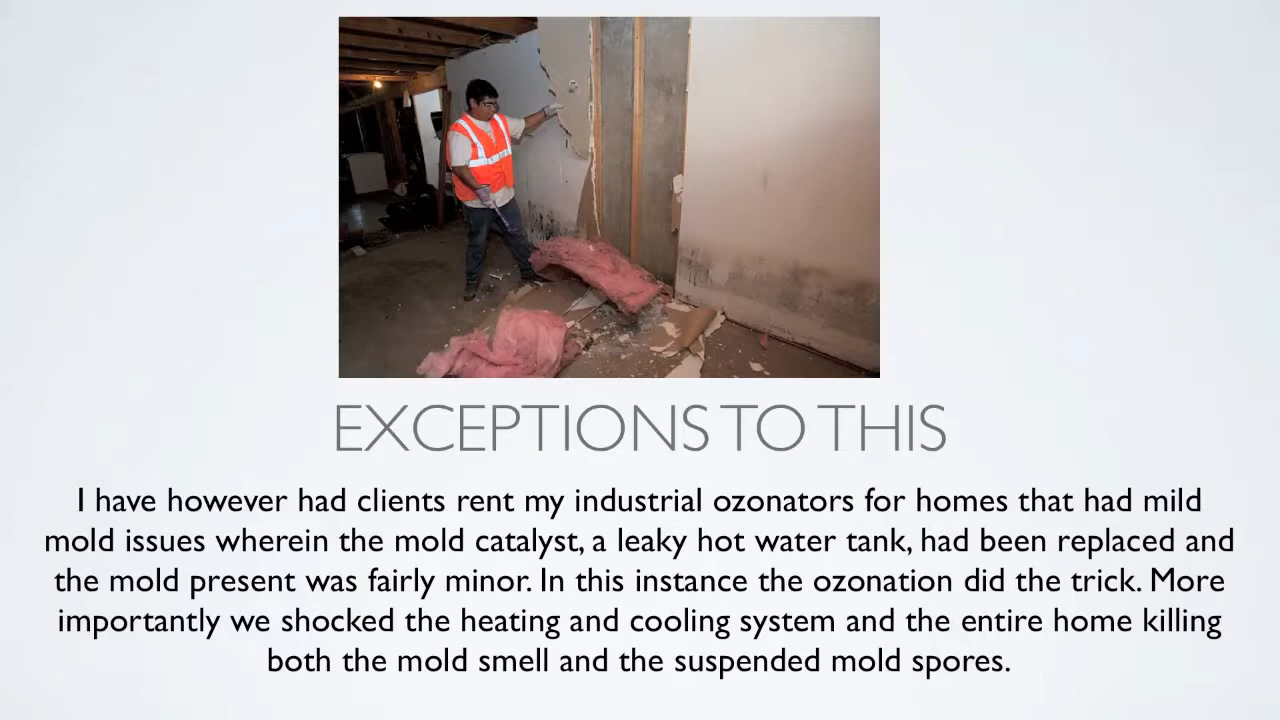 EXCEPTIONS TO THIS
I have however had clients rent my industrial ozonators for homes that had mild
mold issues wherein the mold catalyst, a leaky hot water tank, had been replaced and
the mold present was fairly minor. In this instance the ozonation did the trick. More
importantly we shocked the heating and cooling system and the entire home killing
both the mold smell and the suspended mold spores.